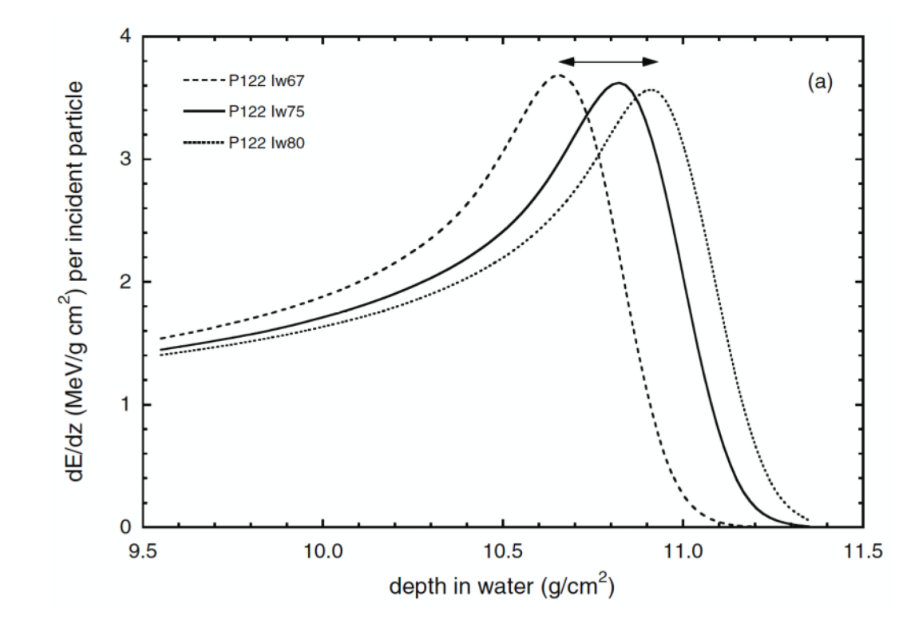 4
P122 Iw67
(a)
P122 Iw75
P122 Iw80
3
2
1
0
9.5 10.0 10.5 11.0 11.5
dE/dz (MeV/g cm²) per incident particle
depth in water (g/cm²)